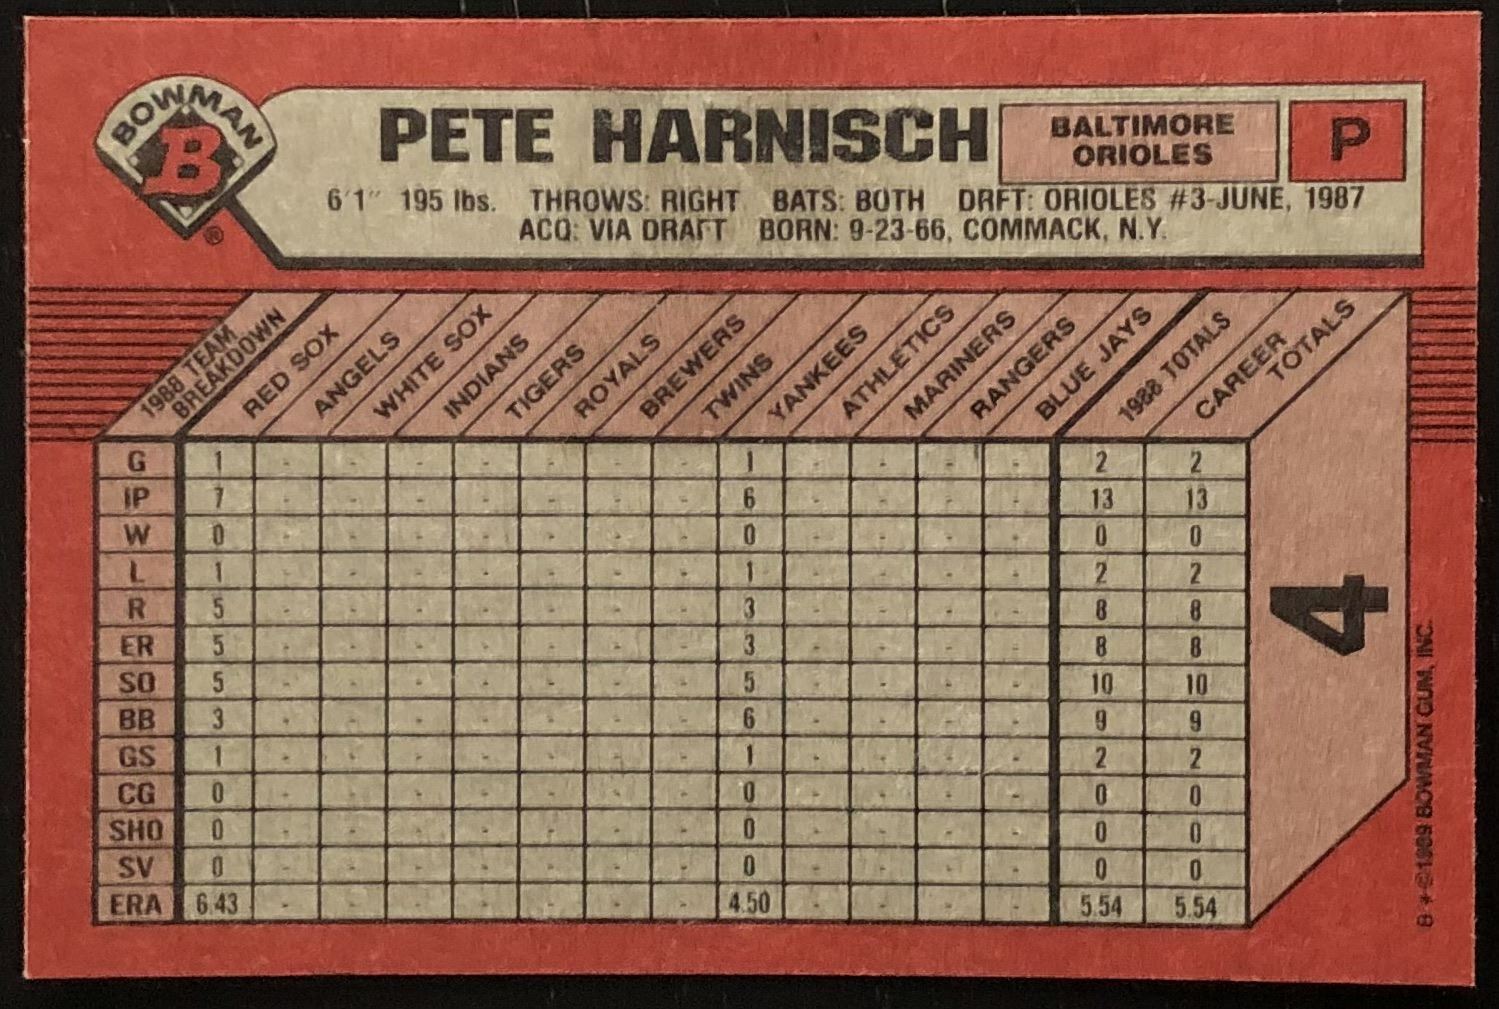 BOWMAN
B
®
PETE HARNISCH
BALTIMORE
ORIOLES
P
6'1" 195 lbs. THROWS: RIGHT BATS: BOTH DRFT: ORIOLES #3-JUNE, 1987
ACQ: VIA DRAFT BORN: 9-23-66, COMMACK, N.Y.
1988 TEAM
BREAKDOWN
RED SOX
ANGELS
WHITE SOX
INDIANS
TIGERS
ROYALS
BREWERS
TWINS
YANKEES
ATHLETICS
MARINERS
RANGERS
BLUE JAYS
1988 TOTALS
CAREER
TOTALS
G 1 - - - - - - - 1 - - - - 2 2
IP 7 - - - - - - - 6 - - - - 13 13
W 0 - - - - - - - 0 - - - - 0 0
L 1 - - - - - - - 1 - - - - 2 2
R 5 - - - - - - - 3 - - - - 8 8
ER 5 - - - - - - - 3 - - - - 8 8
SO 5 - - - - - - - 5 - - - - 10 10
BB 3 - - - - - - - 6 - - - - 9 9
GS 1 - - - - - - - 1 - - - - 2 2
CG 0 - - - - - - - 0 - - - - 0 0
SHO 0 - - - - - - - 0 - - - - 0 0
SV 0 - - - - - - - 0 - - - - 0 0
ERA 6.43 - - - - - - - 4.50 - - - - 5.54 5.54
4
B*©1989 BOWMAN GUM, INC.